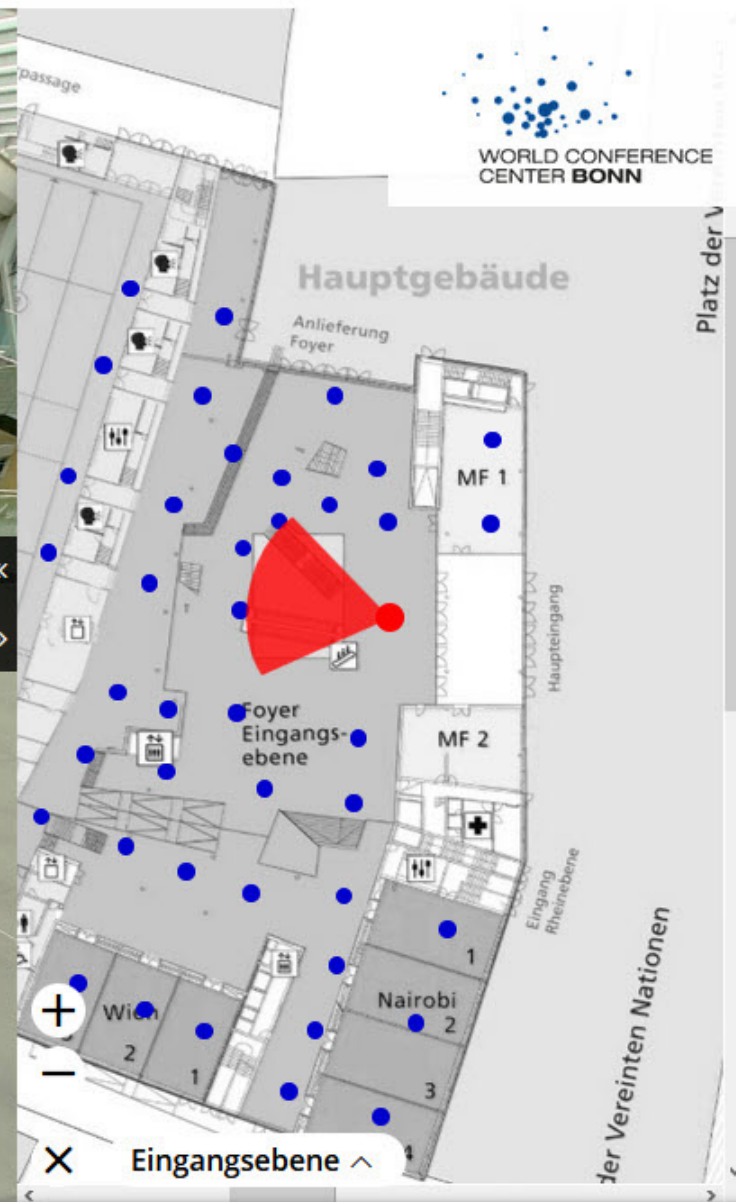 passage
WORLD CONFERENCE
CENTER BONN
Platz der V
Hauptgebäude
Anlieferung
Foyer
MF 1
Haupteingang
Foyer
Eingangs-
ebene
MF 2
Eingang
Rheinebene
1
Nairobi
2
3
4
Wien
2
1
der Vereinten Nationen
Eingangsebene